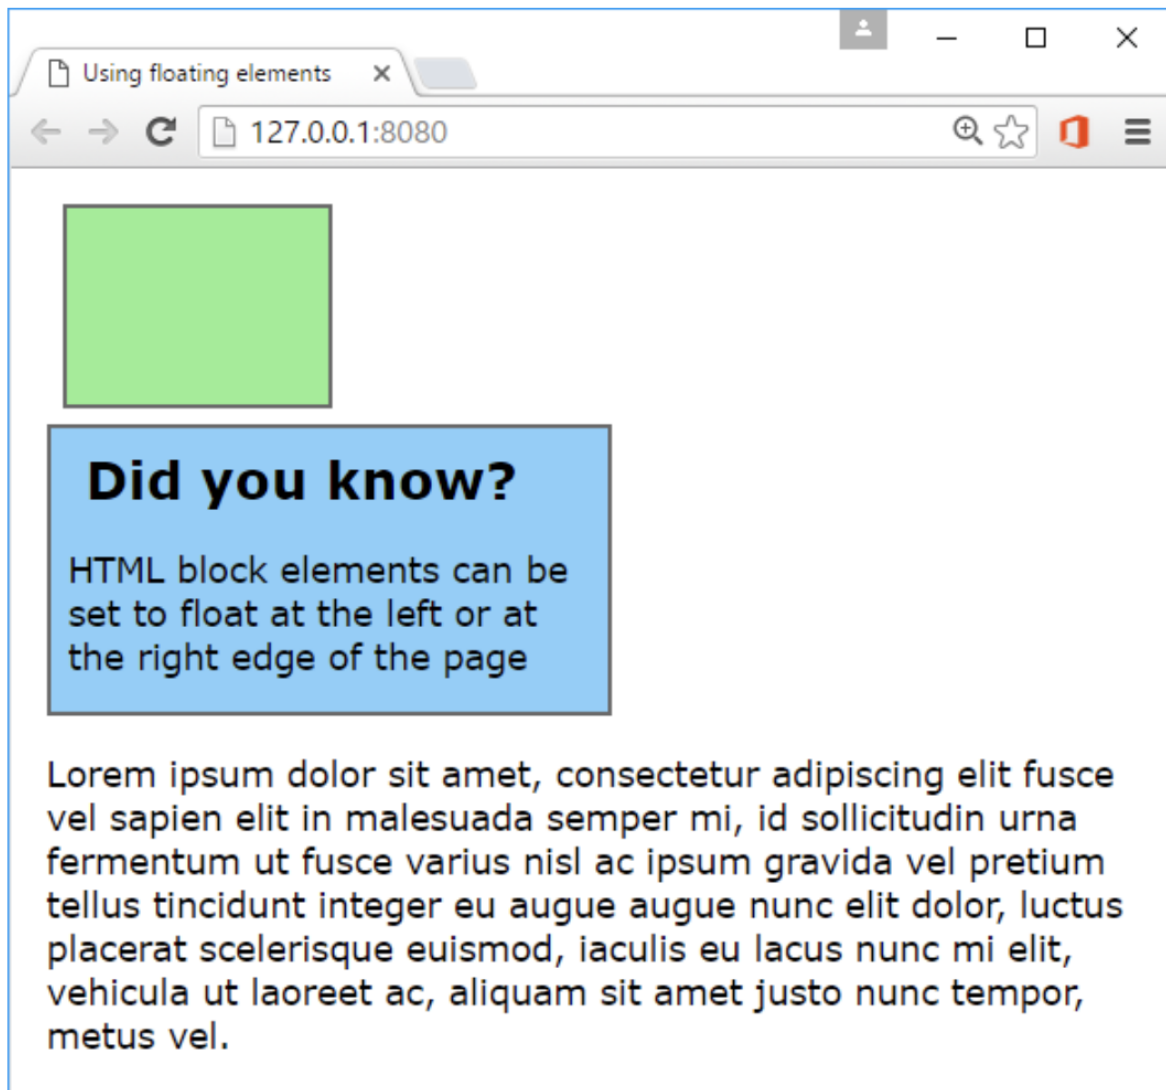 Using floating elements
127.0.0.1:8080
Did you know?
HTML block elements can be
set to float at the left or at
the right edge of the page
Lorem ipsum dolor sit amet, consectetur adipiscing elit fusce
vel sapien elit in malesuada semper mi, id sollicitudin urna
fermentum ut fusce varius nisl ac ipsum gravida vel pretium
tellus tincidunt integer eu augue augue nunc elit dolor, luctus
placerat scelerisque euismod, iaculis eu lacus nunc mi elit,
vehicula ut laoreet ac, aliquam sit amet justo nunc tempor,
metus vel.